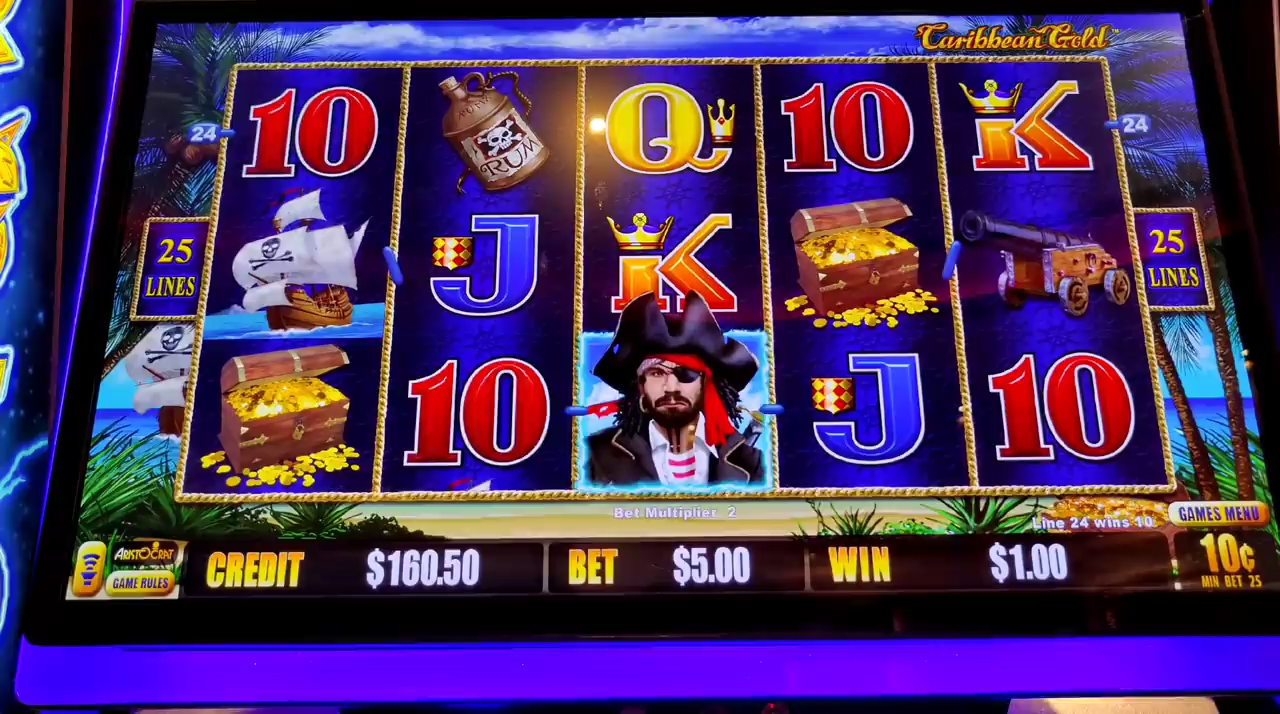 Caribbean Gold™
10 Q 10 K
RUM
24 24
25 LINES
J K
25 LINES
10 J 10
Bet Multiplier 2
Line 24 wins 10
GAMES MENU
ARISTOCRAT
GAME RULES
CREDIT $160.50 BET $5.00 WIN $1.00
10¢
MIN BET 25